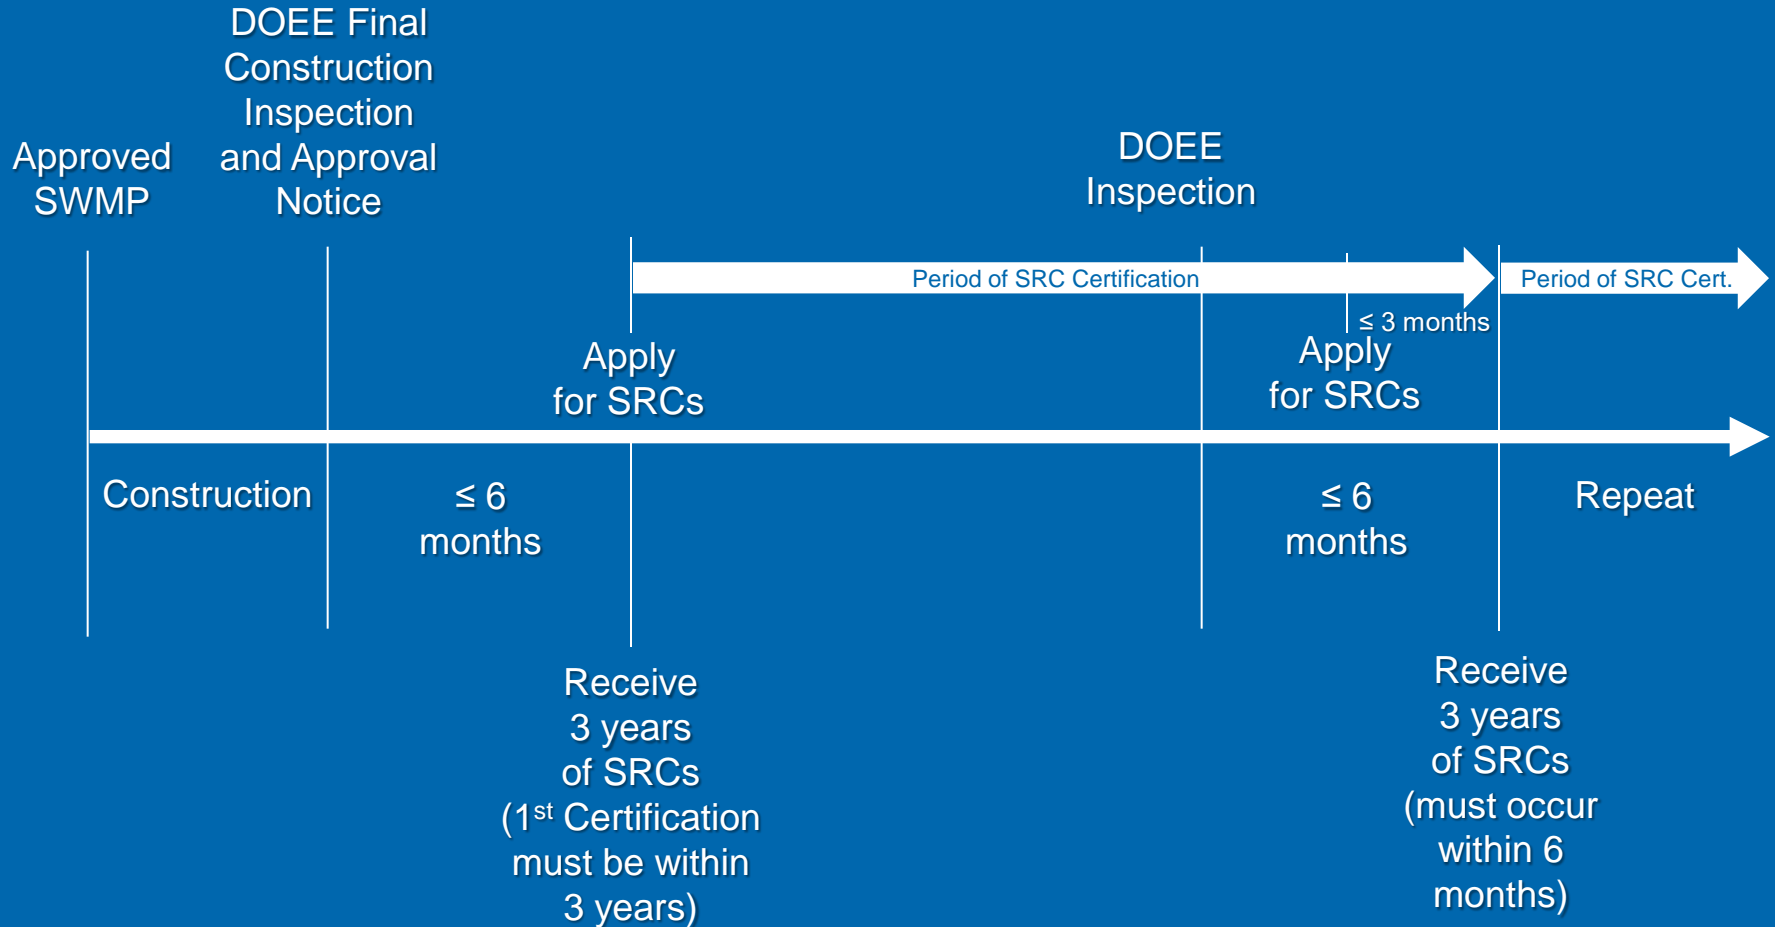 DOEE Final
Construction
Inspection
and Approval
Notice
Approved
SWMP
DOEE
Inspection
Period of SRC Certification
Period of SRC Cert.
≤ 3 months
Apply
for SRCs
Apply
for SRCs
Construction
≤ 6
months
≤ 6
months
Repeat
Receive
3 years
of SRCs
(1st Certification
must be within
3 years)
Receive
3 years
of SRCs
(must occur
within 6
months)